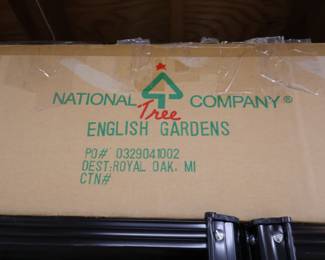 NATIONAL Tree COMPANY®
ENGLISH GARDENS
PO# 0329041002
DEST:ROYAL OAK, MI
CTN#